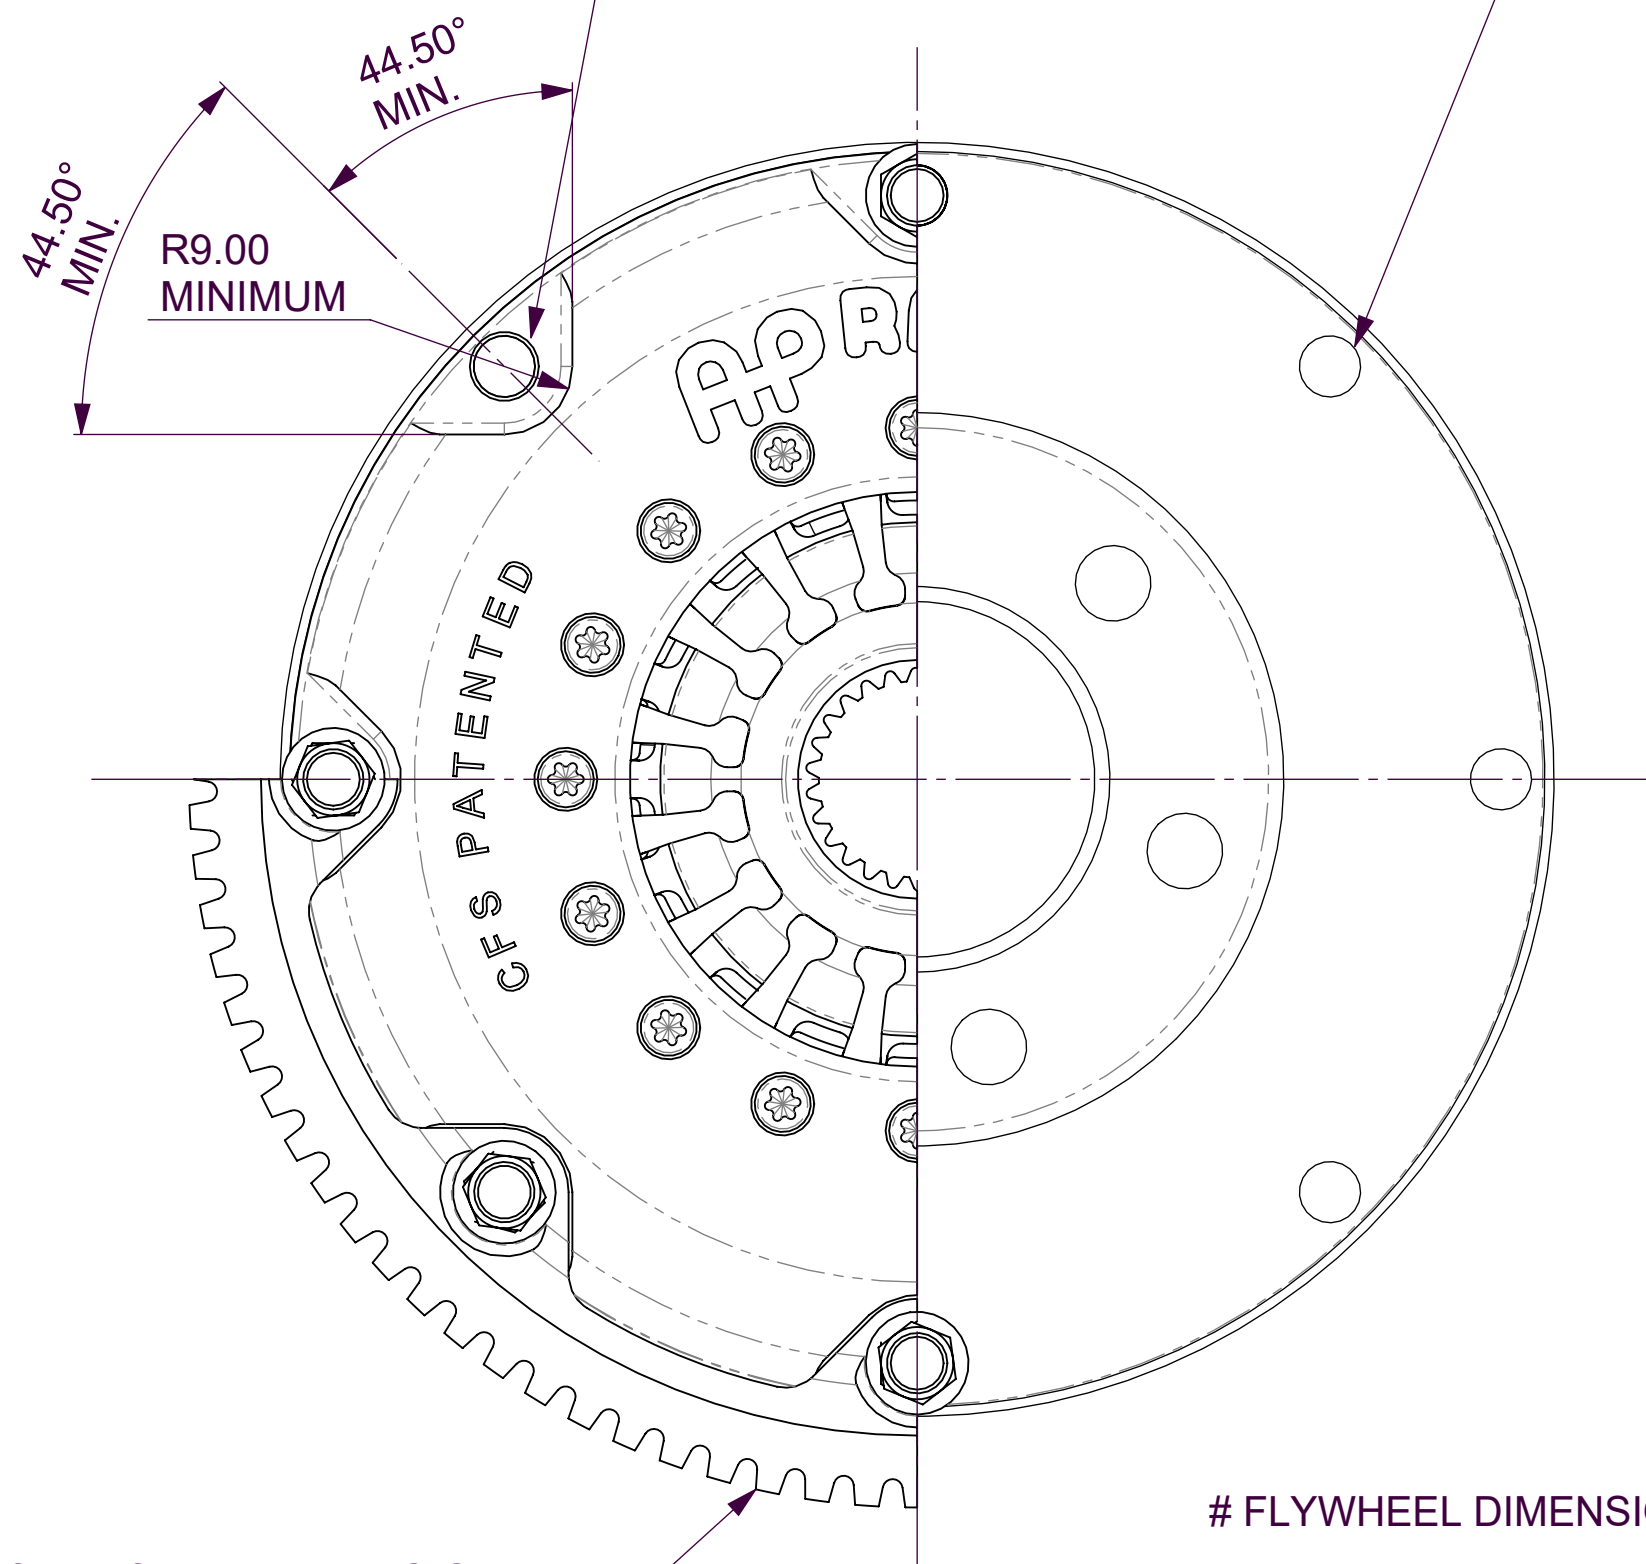 44.50°
MIN.
44.50°
MIN.
R9.00
MINIMUM
AP R
CFS PATENTED
# FLYWHEEL DIMENSI